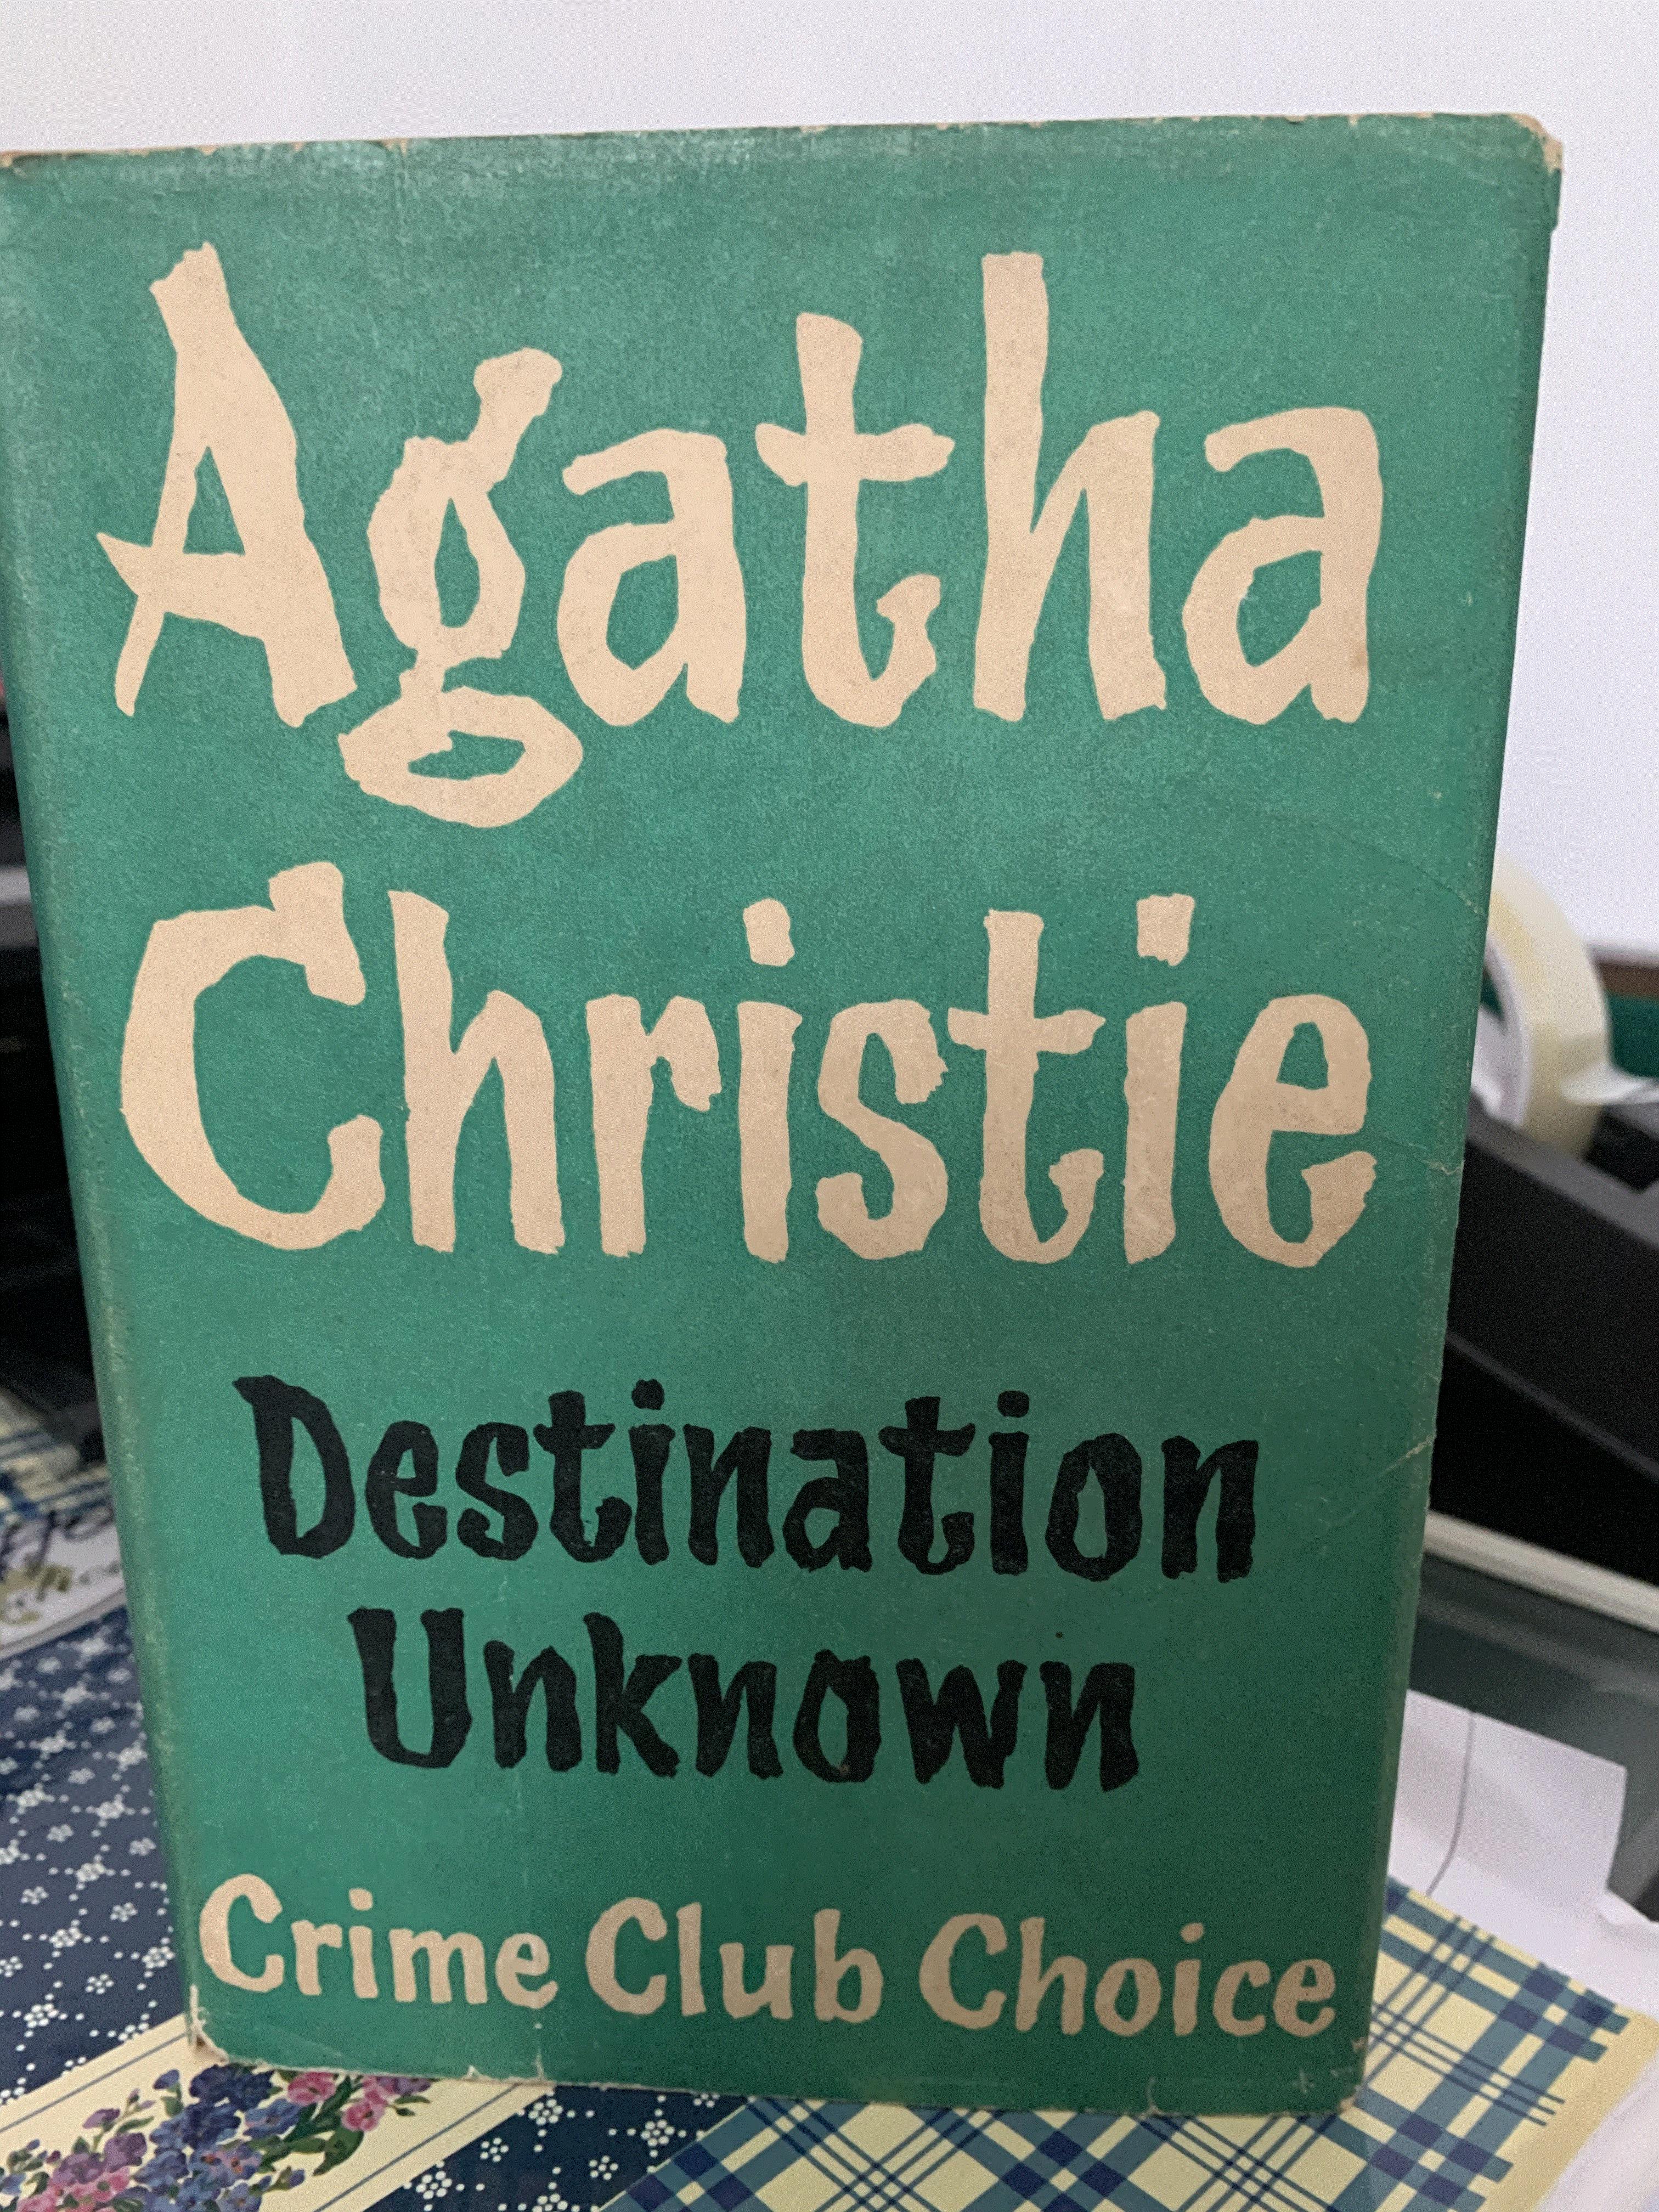 Agatha
Christie
Destination
Unknown
Crime Club Choice